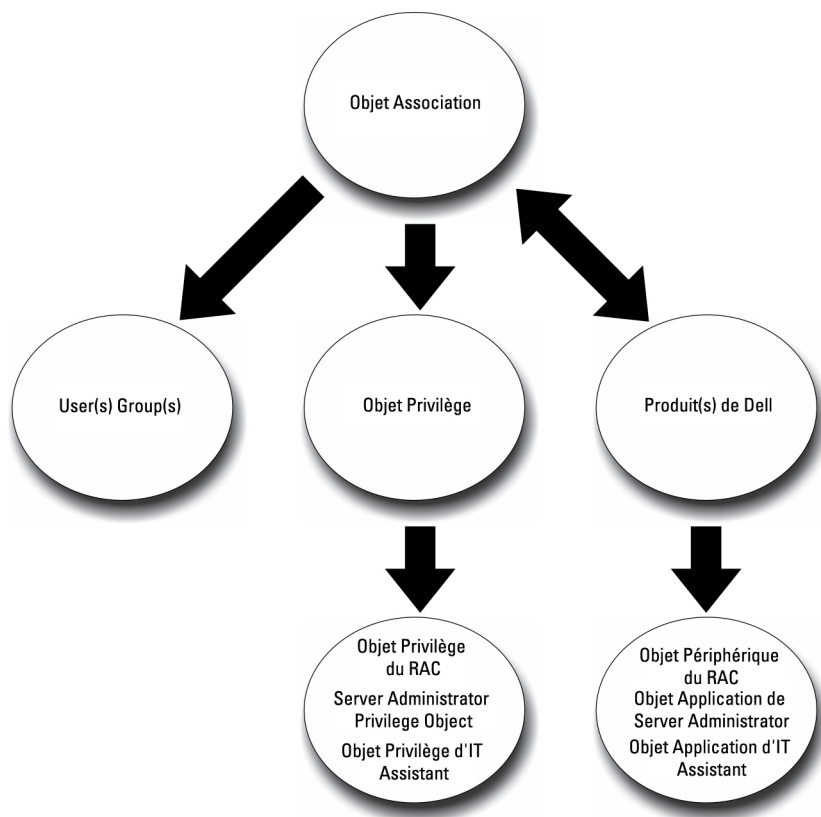 Objet Association
User(s) Group(s)
Objet Privilège
Produit(s) de Dell
Objet Privilège
du RAC
Server Administrator
Privilege Object
Objet Privilège d'IT
Assistant
Objet Périphérique
du RAC
Objet Application de
Server Administrator
Objet Application d'IT
Assistant